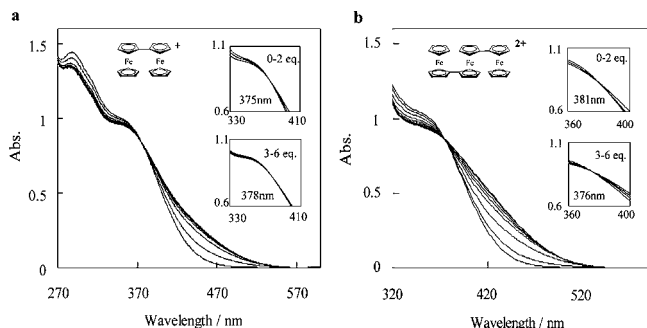 a
b
+
2+
Fe Fe
Fe Fe Fe
1.5
1
0.5
0
Abs.
270 370 470 570
Wavelength / nm
1.1
0-2 eq.
375nm
0.6
330 410
1.1
3-6 eq.
378nm
0.6
330 410
1.5
1
0.5
0
Abs.
320 420 520
Wavelength / nm
1.1
0-2 eq.
381nm
0.6
360 400
1.1
3-6 eq.
376nm
0.6
360 400